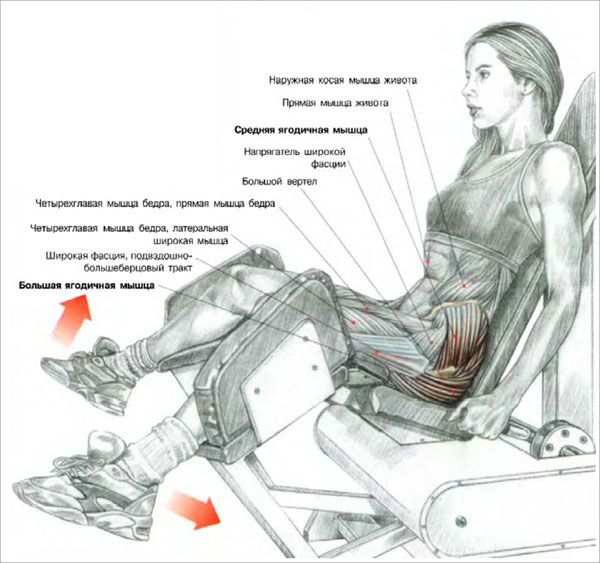 Наружная косая мышца живота
Прямая мышца живота
Средняя ягодичная мышца
Напрягатель широкой
фасции
Большой вертел
Четырехглавая мышца бедра, прямая мышца бедра
Четырехглавая мышца бедра, латеральная
широкая мышца
Широкая фасция, подвздошно-
большеберцовый тракт
Большая ягодичная мышца